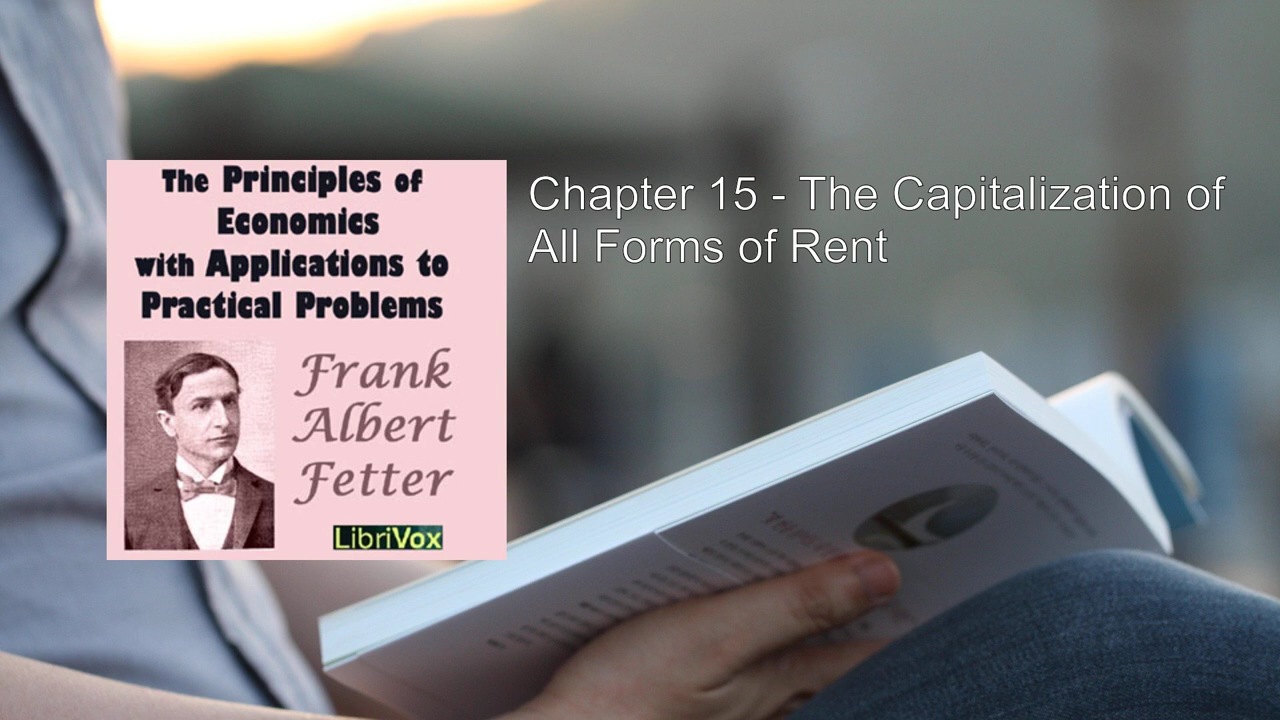 The Principles of
Economics
with Applications to
Practical Problems
Frank
Albert
Fetter
LibriVox
Chapter 15 - The Capitalization of
All Forms of Rent